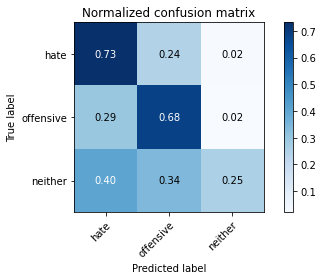 Normalized confusion matrix
True label
hate
0.73 0.24 0.02
offensive
0.29 0.68 0.02
neither
0.40 0.34 0.25
hate
offensive
neither
Predicted label
0.7
0.6
0.5
0.4
0.3
0.2
0.1